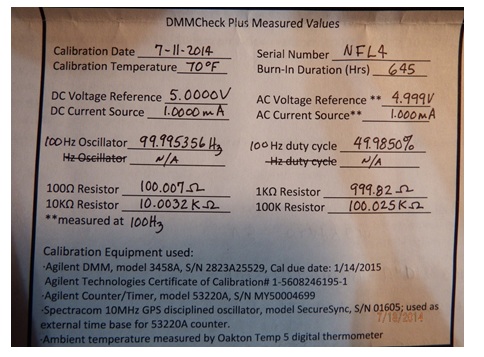 DMMCheck Plus Measured Values
Calibration Date 7-11-2014 Serial Number NFL4
Calibration Temperature 70°F Burn-In Duration (Hrs) 645
DC Voltage Reference 5.0000V AC Voltage Reference ** 4.999V
DC Current Source 1.0000mA AC Current Source** 1.000mA
100Hz Oscillator 99.995356 Hz 100Hz duty cycle 49.9850%
Hz Oscillator N/A Hz duty cycle N/A
100Ω Resistor 100.007Ω 1KΩ Resistor 999.82Ω
10KΩ Resistor 10.0032KΩ 100K Resistor 100.025KΩ
**measured at 100Hz
Calibration Equipment used:
·Agilent DMM, model 3458A, S/N 2823A25529, Cal due date: 1/14/2015
Agilent Technologies Certificate of Calibration# 1-5608246195-1
·Agilent Counter/Timer, model 53220A, S/N MY50004699
·Spectracom 10MHz GPS disciplined oscillator, model SecureSync, S/N 01605; used as
external time base for 53220A counter.
7/18/2014
·Ambient temperature measured by Oakton Temp 5 digital thermometer